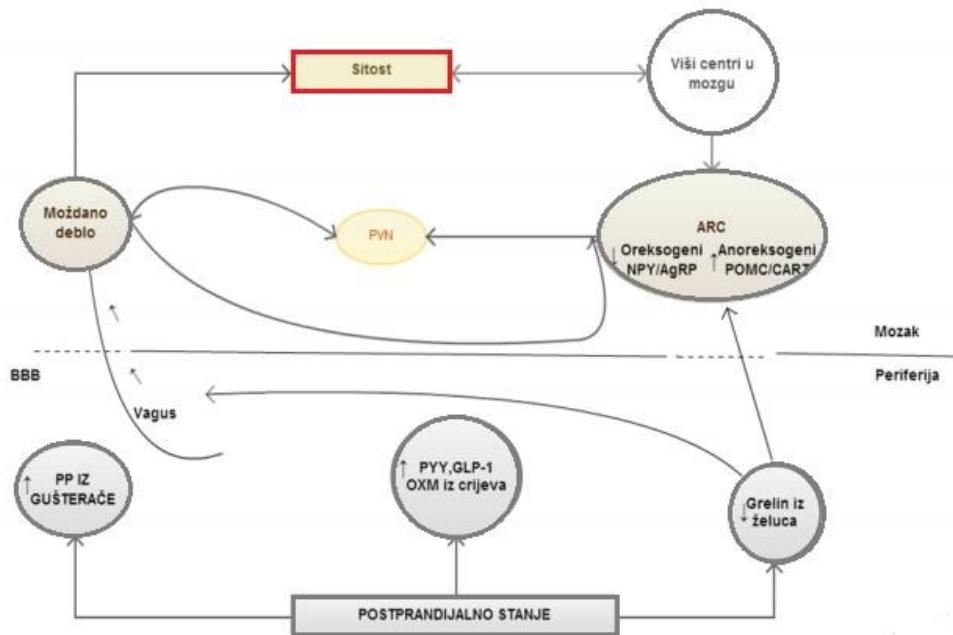 Sitost
Viši centri u
mozgu
Moždano
deblo
PVN
ARC
↓ Oreksogeni ↑ Anoreksogeni
NPY/AgRP POMC/CART
Mozak
BBB
Periferija
Vagus
↑ PP IZ
GUŠTERAČE
↑ PYY,GLP-1
OXM iz crijeva
↓ Grelin iz
želuca
POSTPRANDIJALNO STANJE